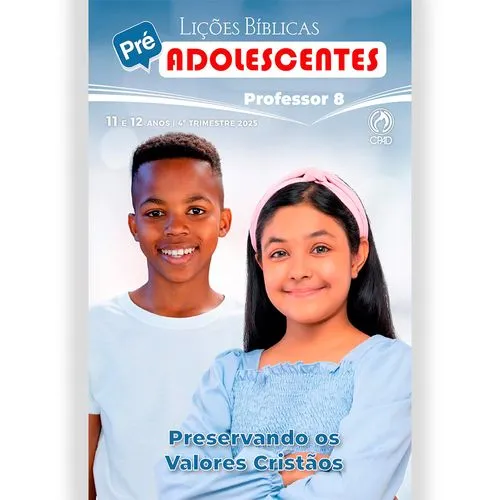 LIÇÕES BÍBLICAS
Pré
ADOLESCENTES
Professor 8
11 E 12 ANOS | 4º TRIMESTRE 2025
CPAD
Preservando os
Valores Cristãos